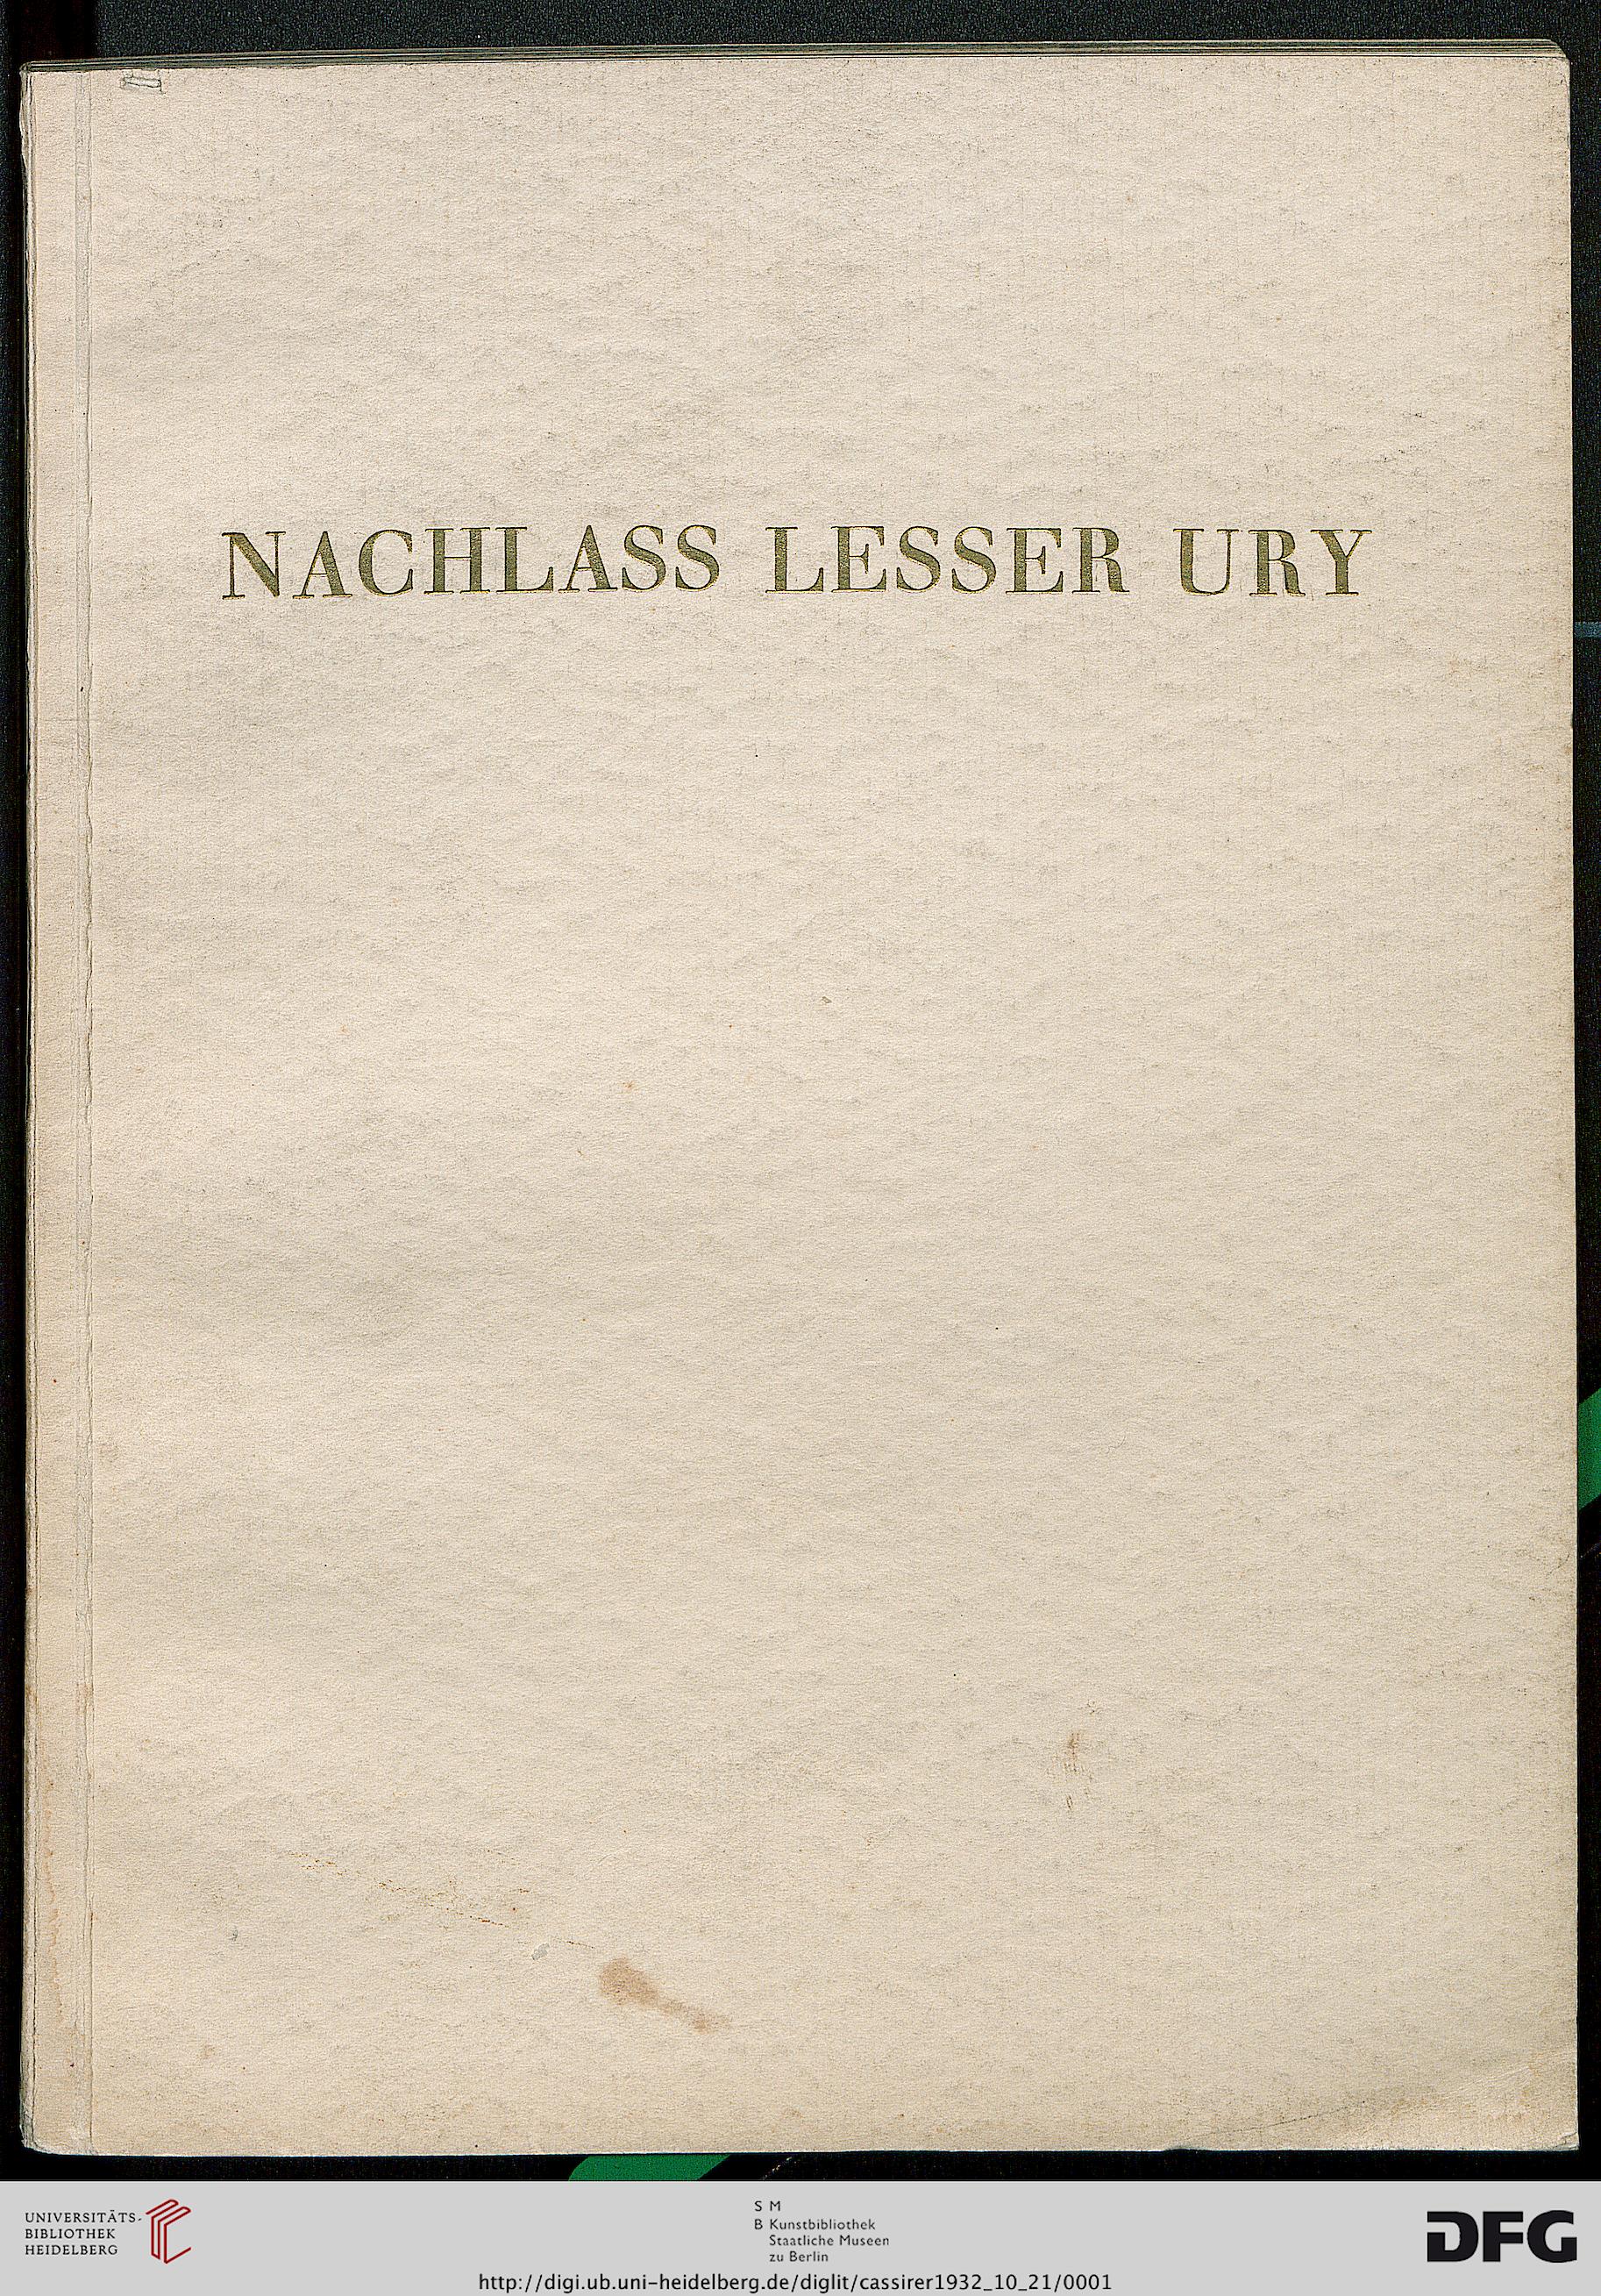 NACHLASS LESSER URY
UNIVERSITÄTS-
BIBLIOTHEK
HEIDELBERG
S M
B Kunstbibliothek
Staatliche Museen
zu Berlin
DFG
http://digi.ub.uni-heidelberg.de/diglit/cassirer1932_10_21/0001